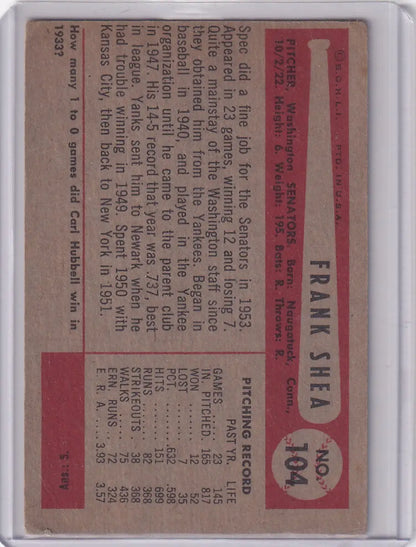 © B.G.H.L.I. PTD. IN U.S.A.
FRANK SHEA
NO.
104
PITCHER, Washington SENATORS. Born: Naugatuck, Conn.,
10/2/22. Height: 6. Weight: 195. Bats: R. Throws: R.
Spec did a fine job for the Senators in 1953.
Appeared in 23 games, winning 12 and losing 7.
Quite a mainstay of the Washington staff since
they obtained him from the Yankees. Began in
baseball in 1940, and played in the Yankee
organization until he came to the parent club
in 1947. His 14-5 record that year was .737, best
in league. Yanks sent him to Newark when he
had trouble winning in 1949. Spent 1950 with
Kansas City, then back to New York in 1951.
PITCHING RECORD
PAST YR. LIFE
GAMES 23 145
IN. PITCHED 165 817
WON 12 52
LOST 7 35
PCT. .632 .598
HITS 151 699
RUNS 82 368
STRIKEOUTS 38 368
WALKS 75 436
ERN. RUNS 72 324
E. R. A. 3.93 3.57
How many 1 to 0 games did Carl Hubbell win in
1933?
Ans: 5.